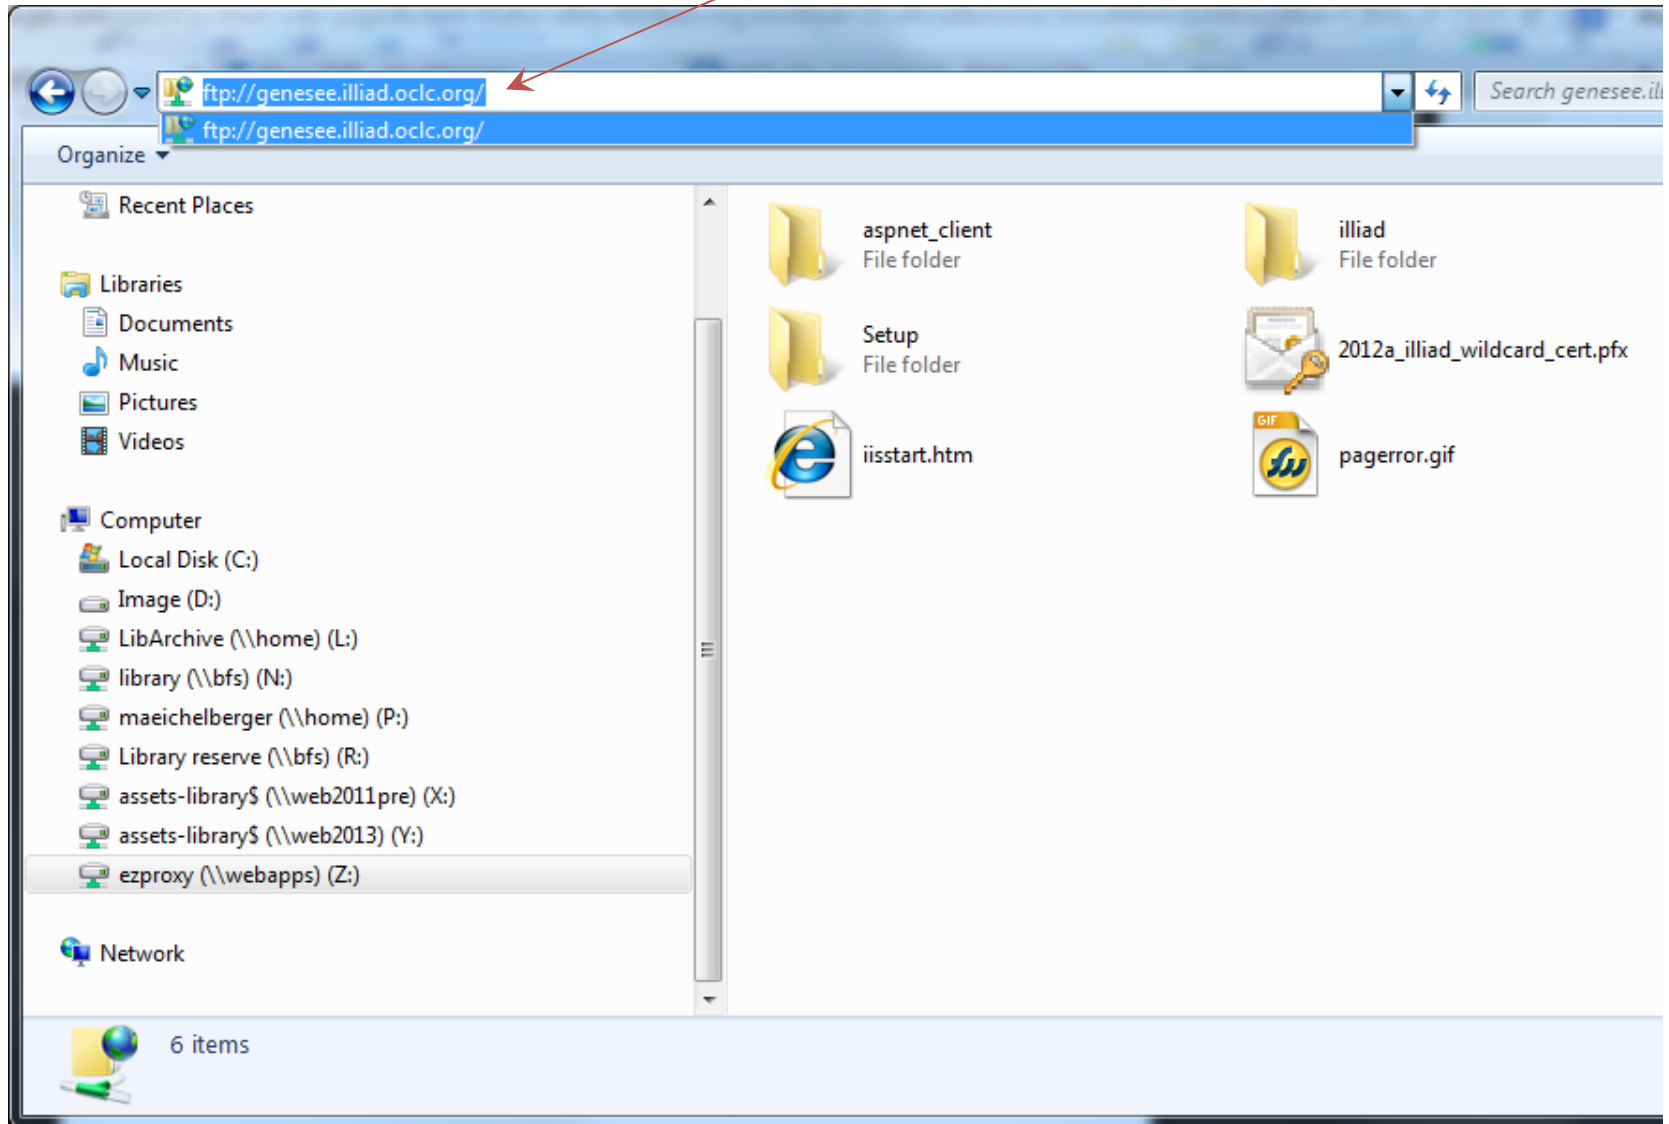 ftp://genesee.illiad.oclc.org/
Search genesee.ill
ftp://genesee.illiad.oclc.org/
Organize
Recent Places
Libraries
Documents
Music
Pictures
Videos
Computer
Local Disk (C:)
Image (D:)
LibArchive (\\home) (L:)
library (\\bfs) (N:)
maeichelberger (\\home) (P:)
Library reserve (\\bfs) (R:)
assets-library$ (\\web2011pre) (X:)
assets-library$ (\\web2013) (Y:)
ezproxy (\\webapps) (Z:)
Network
aspnet_client
File folder
illiad
File folder
Setup
File folder
2012a_illiad_wildcard_cert.pfx
iisstart.htm
GIF
pagerror.gif
6 items